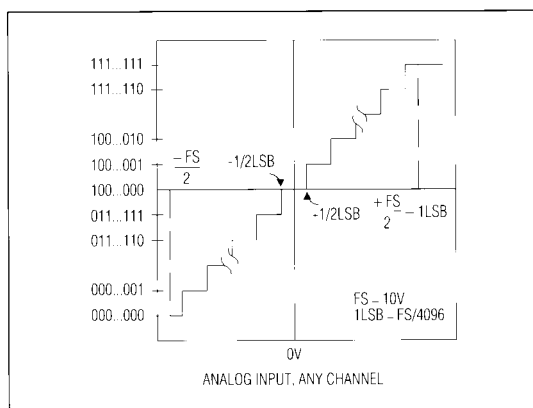 111...111
111...110
100...010
100...001
100...000
011...111
011...110
000...001
000...000
-FS
2
-1/2LSB
-1/2LSB
+FS
2
- 1LSB
FS - 10V
1LSB - FS/4096
0V
ANALOG INPUT, ANY CHANNEL